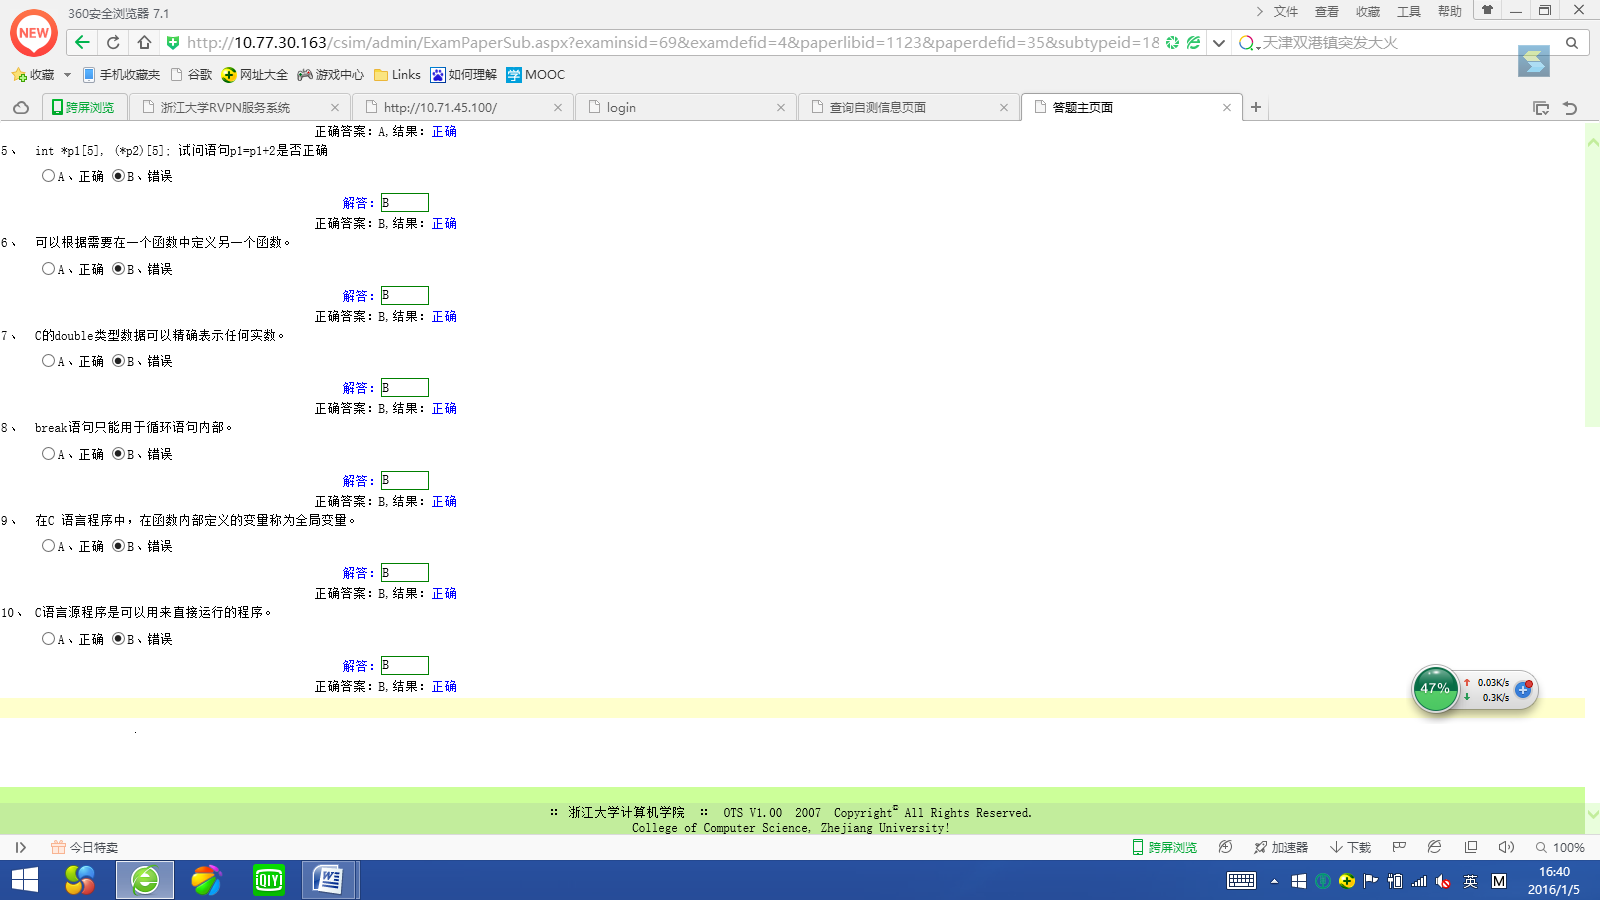 360安全浏览器 7.1
文件 查看 收藏 工具 帮助
NEW
http://10.77.30.163/csim/admin/ExamPaperSub.aspx?examinsid=69&examdefid=4&paperlibid=1123&paperdefid=35&subtypeid=1&
天津双港镇突发大火
收藏 手机收藏夹 谷歌 网址大全 游戏中心 Links 如何理解 学 MOOC
跨屏浏览 浙江大学RVPN服务系统 http://10.71.45.100/ login 查询自测信息页面 答题主页面
正确答案：A,结果：正确
5、 int *p1[5], (*p2)[5]; 试问语句p1=p1+2是否正确
A、正确 B、错误
解答：B
正确答案：B,结果：正确
6、 可以根据需要在一个函数中定义另一个函数。
A、正确 B、错误
解答：B
正确答案：B,结果：正确
7、 C的double类型数据可以精确表示任何实数。
A、正确 B、错误
解答：B
正确答案：B,结果：正确
8、 break语句只能用于循环语句内部。
A、正确 B、错误
解答：B
正确答案：B,结果：正确
9、 在C 语言程序中，在函数内部定义的变量称为全局变量。
A、正确 B、错误
解答：B
正确答案：B,结果：正确
10、 C语言源程序是可以用来直接运行的程序。
A、正确 B、错误
解答：B
正确答案：B,结果：正确
47% 0.03K/s
0.3K/s
:: 浙江大学计算机学院 :: OTS V1.00 2007 Copyright© All Rights Reserved.
College of Computer Science, Zhejiang University!
今日特卖 跨屏浏览 加速器 下载 100%
QIYI 英 M 16:40
2016/1/5